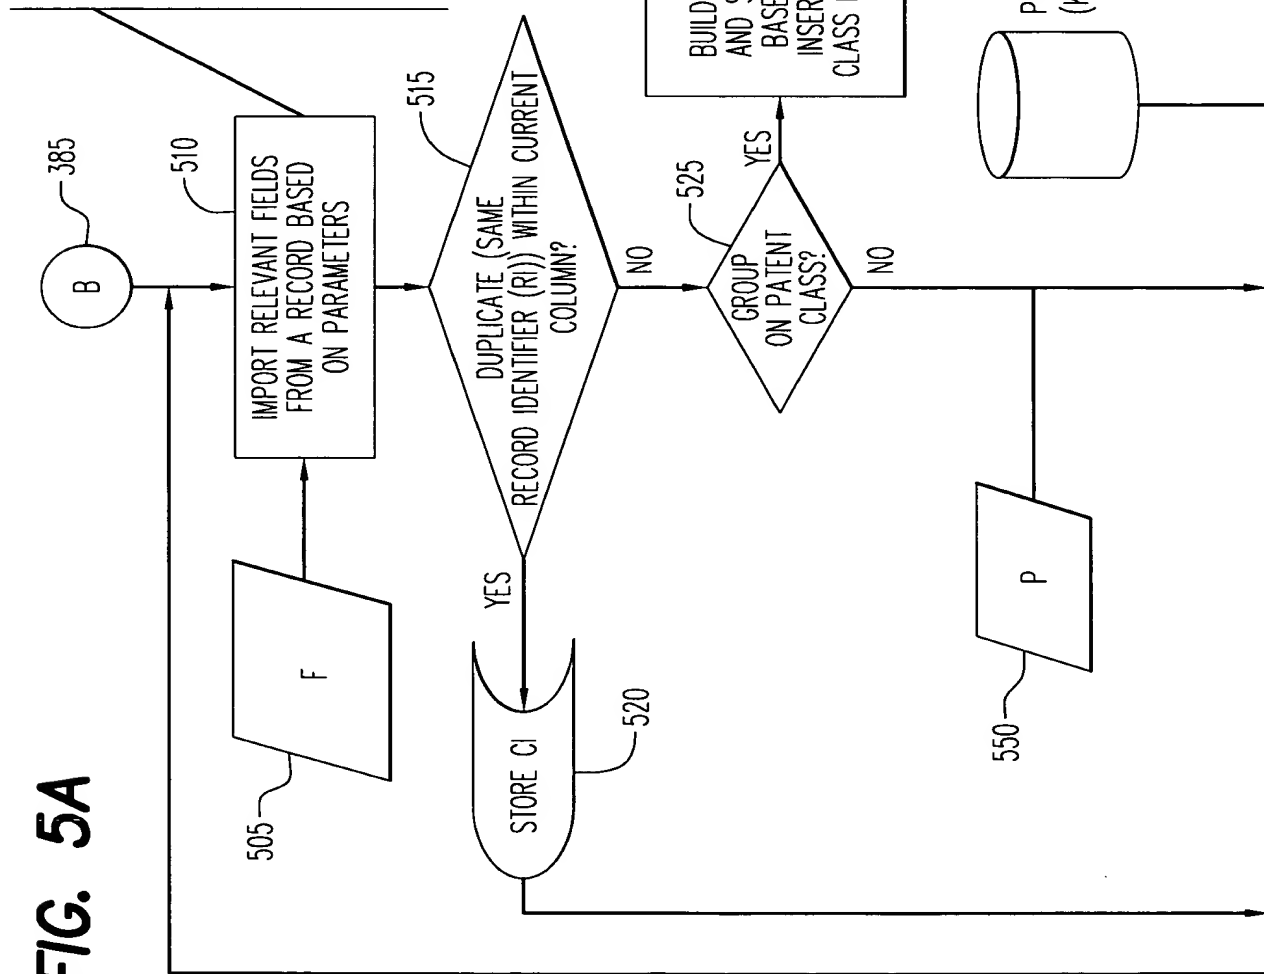 FIG. 5A
B
385
IMPORT RELEVANT FIELDS
FROM A RECORD BASED
ON PARAMETERS
510
F
505
DUPLICATE (SAME
RECORD IDENTIFIER (RI)) WITHIN CURRENT
COLUMN?
515
YES
STORE CI
520
NO
GROUP
ON PATENT
CLASS?
525
YES
BUILD
AND S
BASE
INSER
CLASS
NO
P
550
P
(K